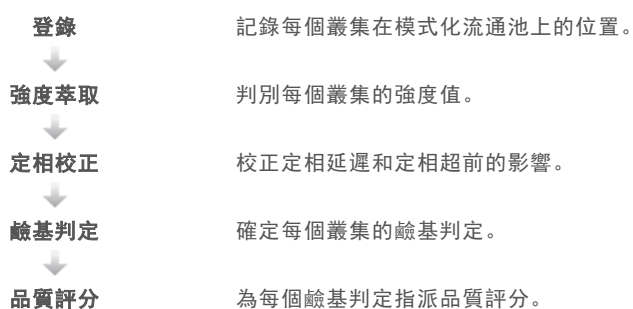 登錄 記錄每個叢集在模式化流通池上的位置。
強度萃取 判別每個叢集的強度值。
定相校正 校正定相延遲和定相超前的影響。
鹼基判定 確定每個叢集的鹼基判定。
品質評分 為每個鹼基判定指派品質評分。